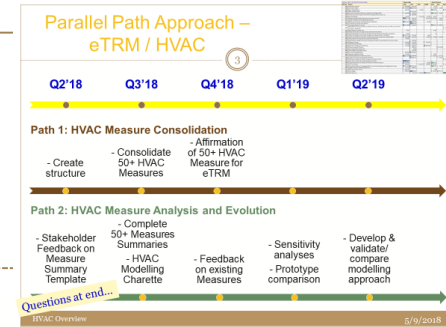 Parallel Path Approach –
eTRM / HVAC
3
Q2'18 Q3'18 Q4'18 Q1'19 Q2'19
Path 1: HVAC Measure Consolidation
- Create
structure
- Consolidate
50+ HVAC
Measures
- Affirmation
of 50+ HVAC
Measure for
eTRM
Path 2: HVAC Measure Analysis and Evolution
- Stakeholder
Feedback on
Measure
Summary
Template
- Complete
50+ Measures
Summaries
- HVAC
Modelling
Charette
- Feedback
on existing
Measures
- Sensitivity
analyses
- Prototype
comparison
- Develop &
validate/
compare
modelling
approach
Questions at end...
HVAC Overview
5/9/2018